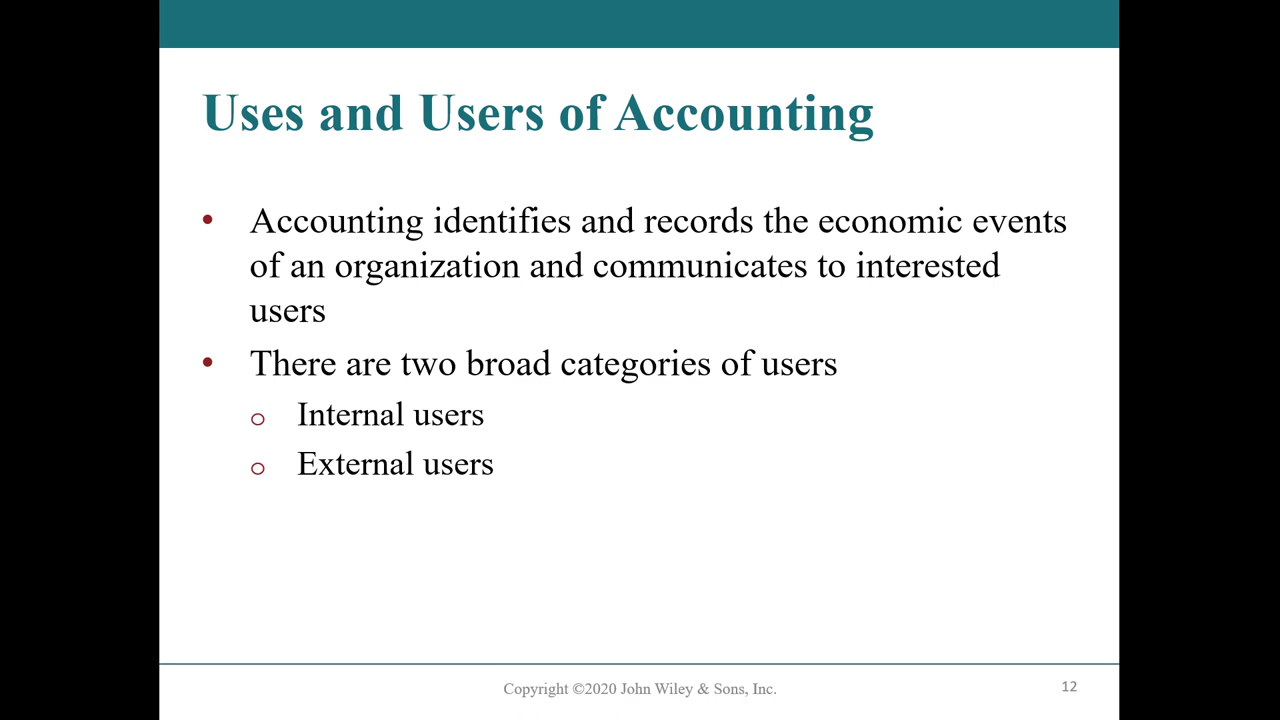 Uses and Users of Accounting
• Accounting identifies and records the economic events
of an organization and communicates to interested
users
• There are two broad categories of users
o Internal users
o External users
Copyright ©2020 John Wiley & Sons, Inc.
12